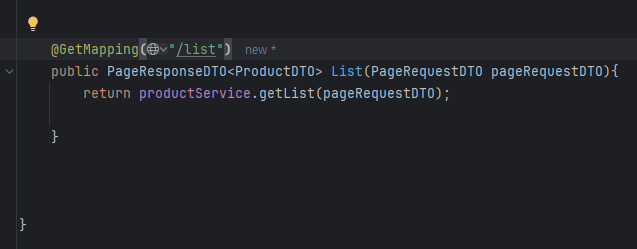 @GetMapping("/list") new *
public PageResponseDTO<ProductDTO> List(PageRequestDTO pageRequestDTO){
return productService.getList(pageRequestDTO);
}
}